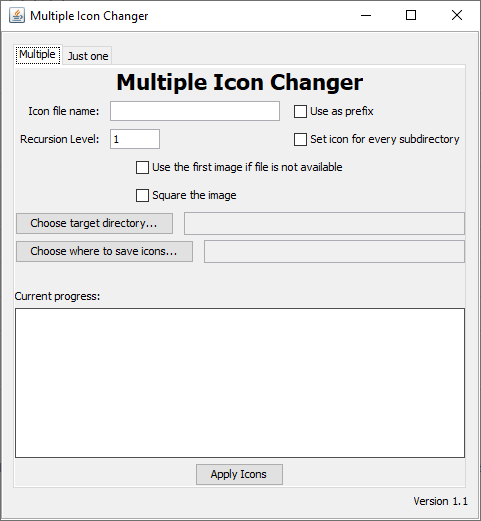 Multiple Icon Changer
Multiple Just one
Multiple Icon Changer
Icon file name: Use as prefix
Recursion Level: 1 Set icon for every subdirectory
Use the first image if file is not available
Square the image
Choose target directory...
Choose where to save icons...
Current progress:
Apply Icons
Version 1.1